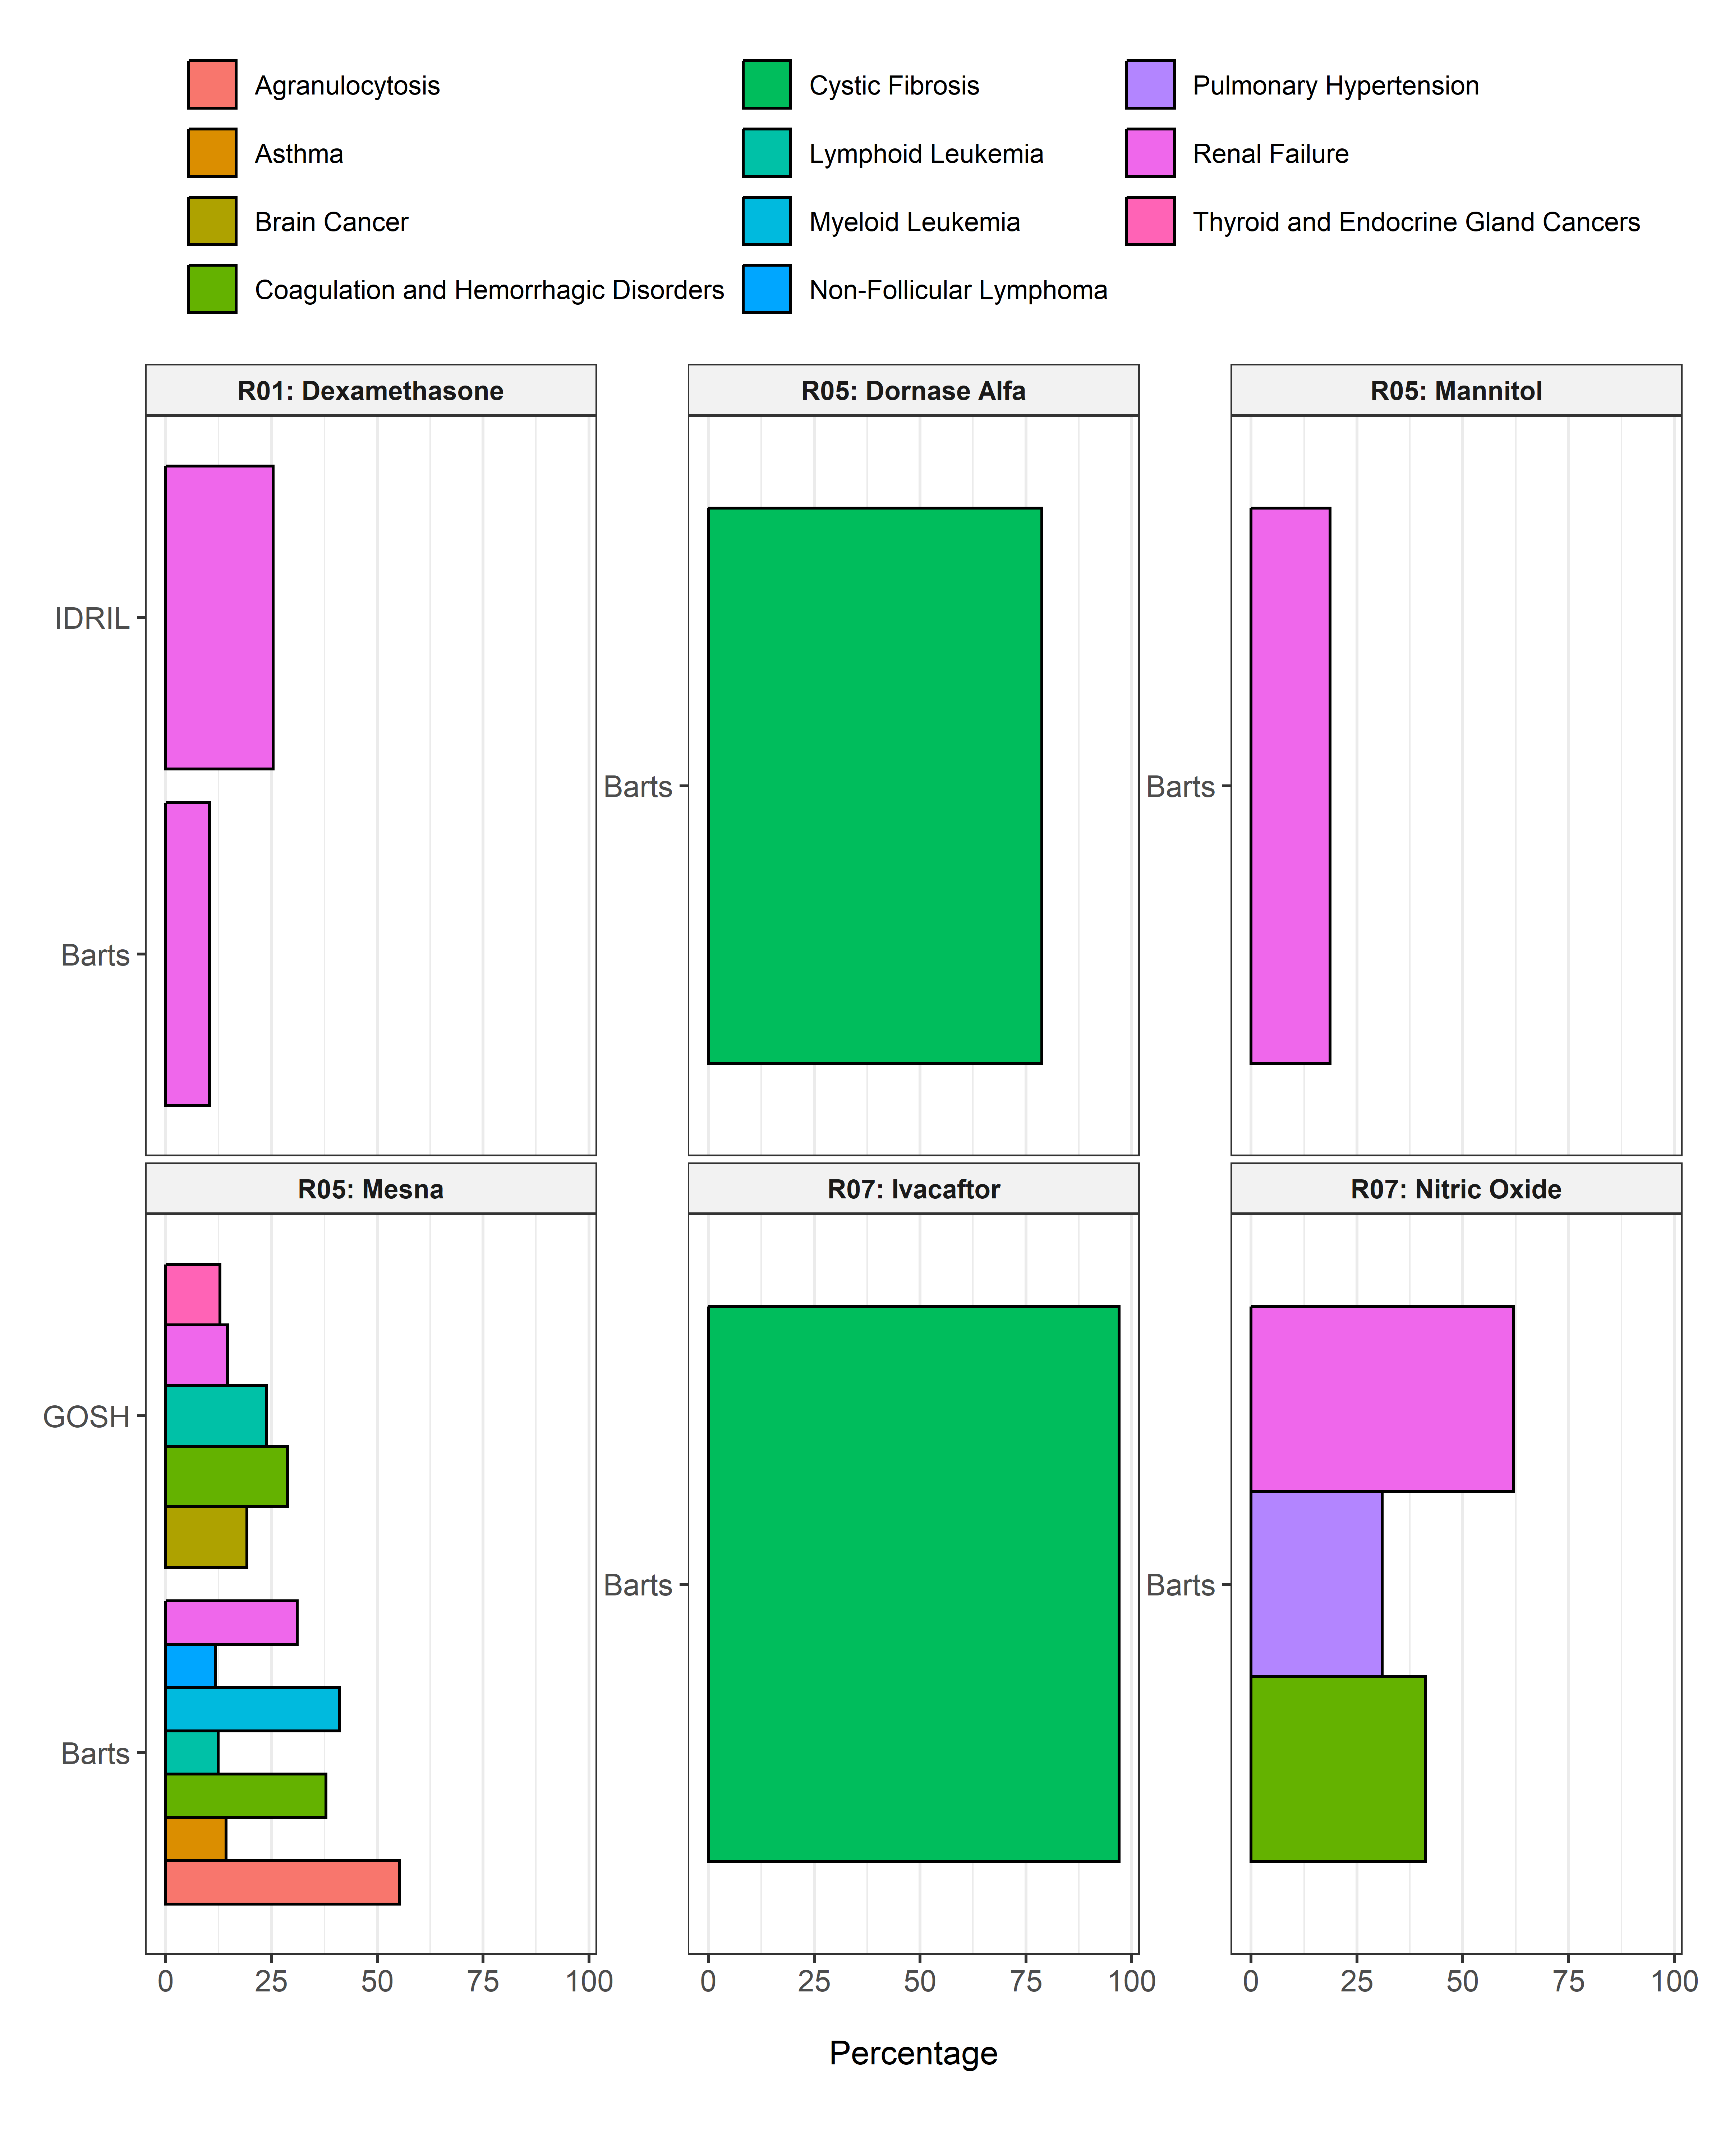 Agranulocytosis
Asthma
Brain Cancer
Coagulation and Hemorrhagic Disorders
Cystic Fibrosis
Lymphoid Leukemia
Myeloid Leukemia
Non-Follicular Lymphoma
Pulmonary Hypertension
Renal Failure
Thyroid and Endocrine Gland Cancers
R01: Dexamethasone
IDRIL
Barts
R05: Dornase Alfa
Barts
R05: Mannitol
Barts
R05: Mesna
GOSH
Barts
0 25 50 75 100
R07: Ivacaftor
Barts
0 25 50 75 100
R07: Nitric Oxide
Barts
0 25 50 75 100
Percentage